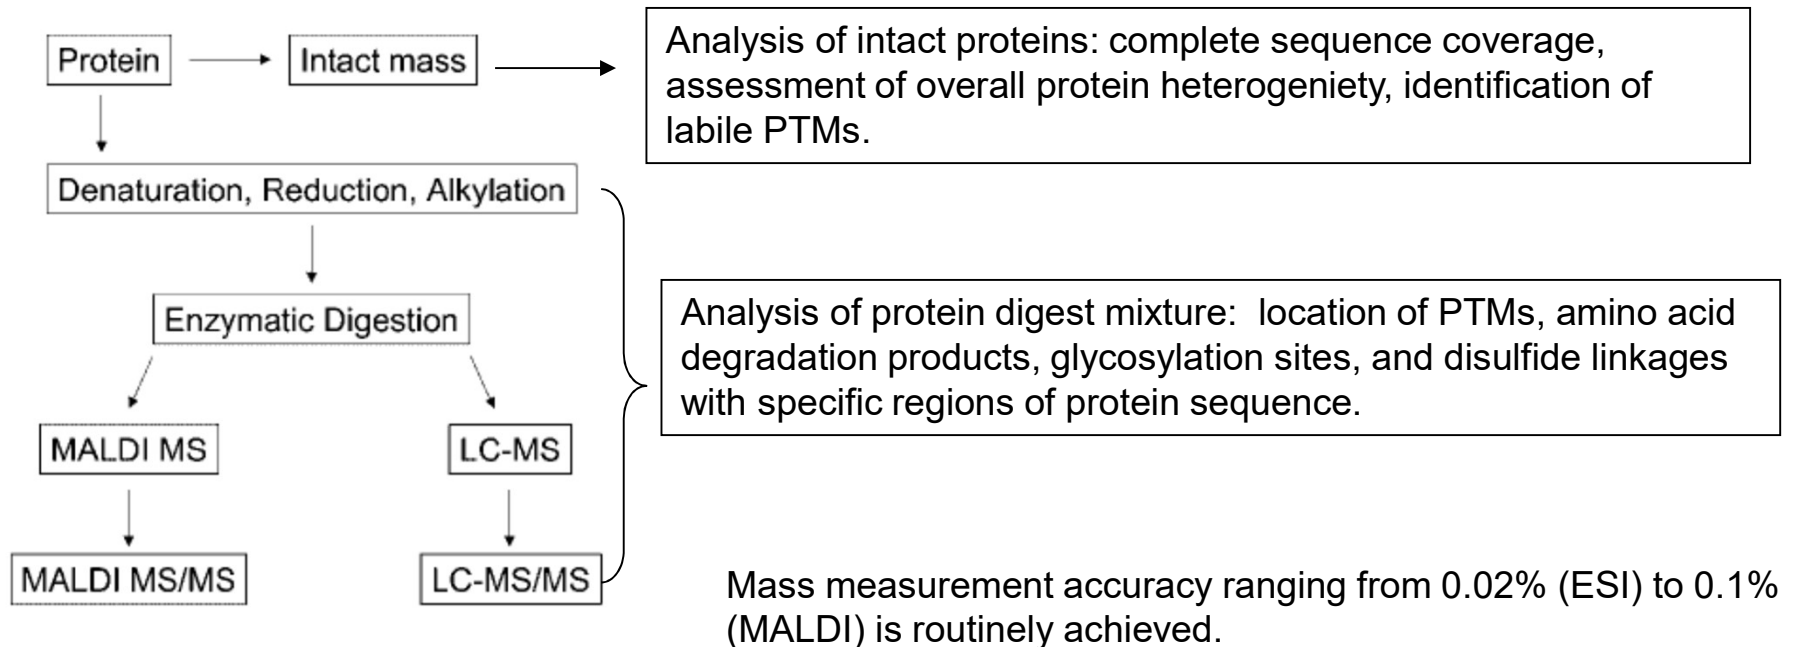 Protein
Intact mass
Analysis of intact proteins: complete sequence coverage,
assessment of overall protein heterogeniety, identification of
labile PTMs.
Denaturation, Reduction, Alkylation
Enzymatic Digestion
Analysis of protein digest mixture:  location of PTMs, amino acid
degradation products, glycosylation sites, and disulfide linkages
with specific regions of protein sequence.
MALDI MS
LC-MS
MALDI MS/MS
LC-MS/MS
Mass measurement accuracy ranging from 0.02% (ESI) to 0.1%
(MALDI) is routinely achieved.